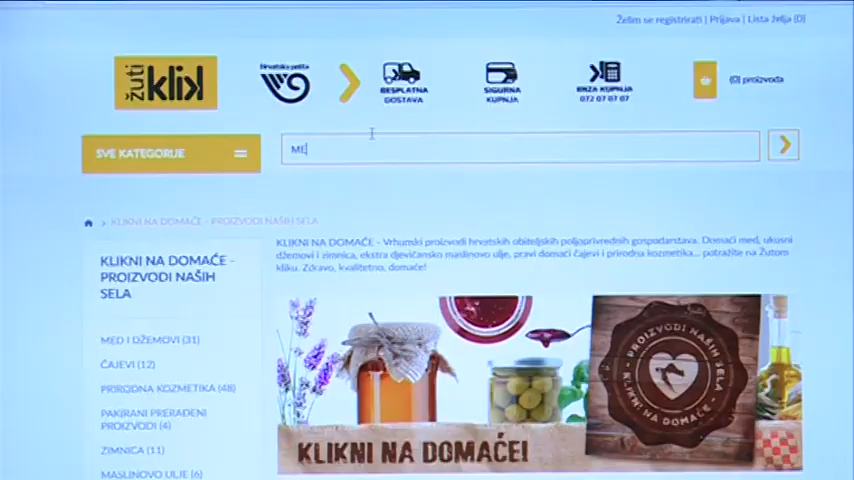 Želim se registrirati | Prijava | Lista želja (0)
žuti klik
hrvatska pošta
BESPLATNA
DOSTAVA
SIGURNA
KUPNJA
BRZA KUPNJA
072 07 07 07
(0) proizvoda
SVE KATEGORIJE
ME
KLIKNI NA DOMAĆE - PROIZVODI NAŠIH SELA
KLIKNI NA DOMAĆE -
PROIZVODI NAŠIH
SELA
MED I DŽEMOVI (31)
ČAJEVI (12)
PRIRODNA KOZMETIKA (48)
PAKIRANI PRERAĐENI
PROIZVODI (4)
ZIMNICA (11)
MASLINOVO ULJE (6)
KLIKNI NA DOMAĆE - Vrhunski proizvodi hrvatskih obiteljskih poljoprivrednih gospodarstava. Domaći med, ukusni
džemovi i zimnica, ekstra djevičansko maslinovo ulje, pravi domaći čajevi i prirodna kozmetika... potražite na Žutom
kliku. Zdravo, kvalitetno, domaće!
PROIZVODI NAŠIH SELA
KLIKNI NA DOMAĆE
KLIKNI NA DOMAĆE!